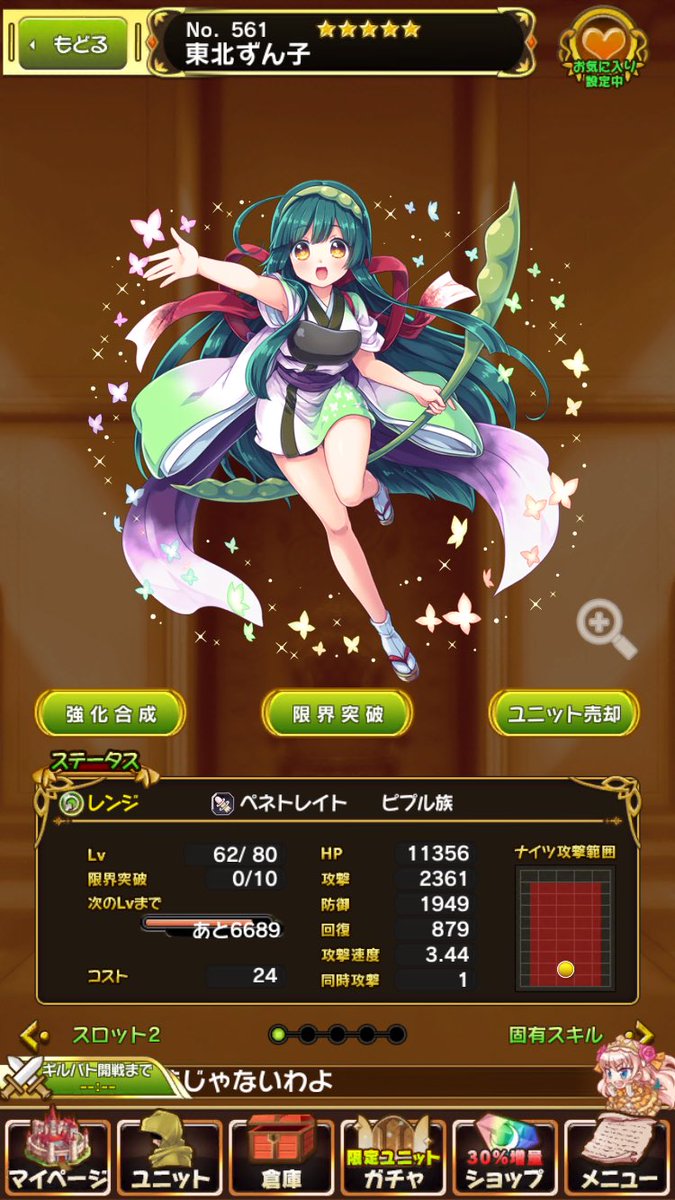 もどる
No. 561 ★★★★★
東北ずん子
お気に入り
設定中
強化合成
限界突破
ユニット売却
ステータス
レンジ ペネトレイト ピプル族
Lv 62/ 80
限界突破 0/10
次のLvまで
あと6689
コスト 24
HP 11356
攻撃 2361
防御 1949
回復 879
攻撃速度 3.44
同時攻撃 1
ナイツ攻撃範囲
スロット2
固有スキル
ギルバト開戦まで
--:--
じゃないわよ
マイページ
ユニット
倉庫
限定ユニット
ガチャ
30%増量
ショップ
メニュー